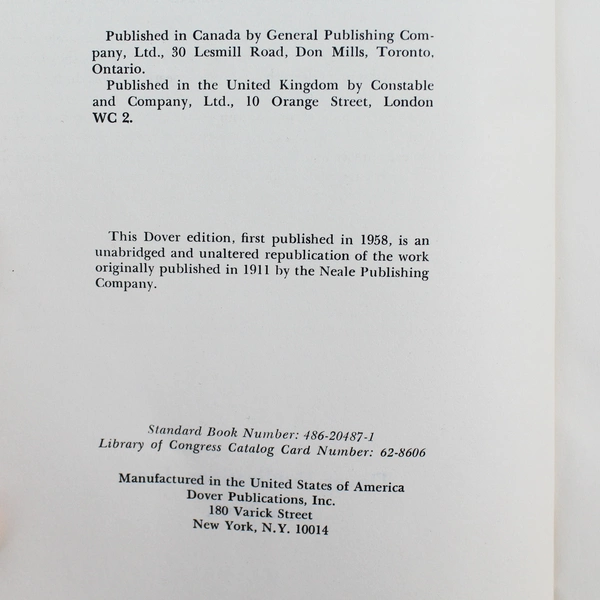 Published in Canada by General Publishing Com-
pany, Ltd., 30 Lesmill Road, Don Mills, Toronto,
Ontario.
Published in the United Kingdom by Constable
and Company, Ltd., 10 Orange Street, London
WC 2.
This Dover edition, first published in 1958, is an
unabridged and unaltered republication of the work
originally published in 1911 by the Neale Publishing
Company.
Standard Book Number: 486-20487-1
Library of Congress Catalog Card Number: 62-8606
Manufactured in the United States of America
Dover Publications, Inc.
180 Varick Street
New York, N.Y. 10014